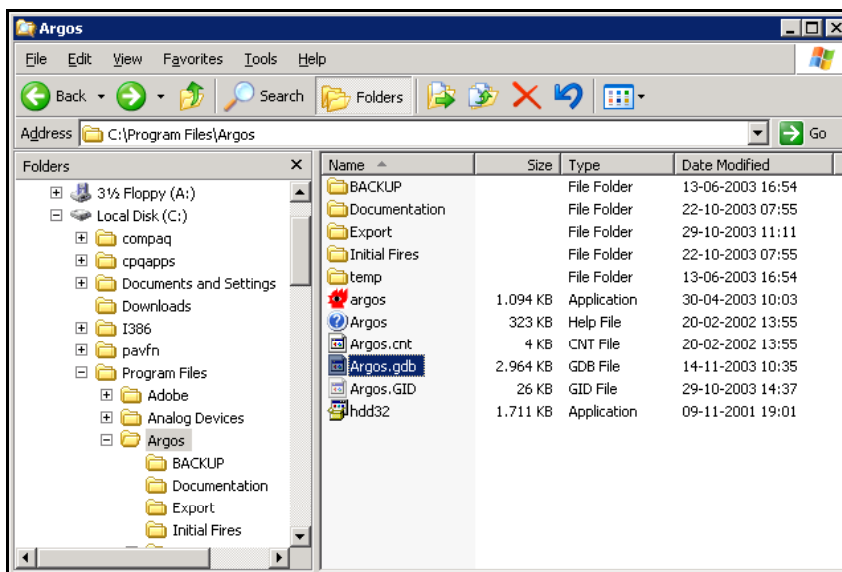 Argos
File Edit View Favorites Tools Help
Back Search Folders
Address C:\Program Files\Argos Go
Folders
3½ Floppy (A:)
Local Disk (C:)
compaq
cpqapps
Documents and Settings
Downloads
I386
pavfn
Program Files
Adobe
Analog Devices
Argos
BACKUP
Documentation
Export
Initial Fires
Name Size Type Date Modified
BACKUP File Folder 13-06-2003 16:54
Documentation File Folder 22-10-2003 07:55
Export File Folder 29-10-2003 11:11
Initial Fires File Folder 22-10-2003 07:55
temp File Folder 13-06-2003 16:54
argos 1.094 KB Application 30-04-2003 10:03
Argos 323 KB Help File 20-02-2002 13:55
Argos.cnt 4 KB CNT File 20-02-2002 13:55
Argos.gdb 2.964 KB GDB File 14-11-2003 10:35
Argos.GID 26 KB GID File 29-10-2003 14:37
hdd32 1.711 KB Application 09-11-2001 19:01